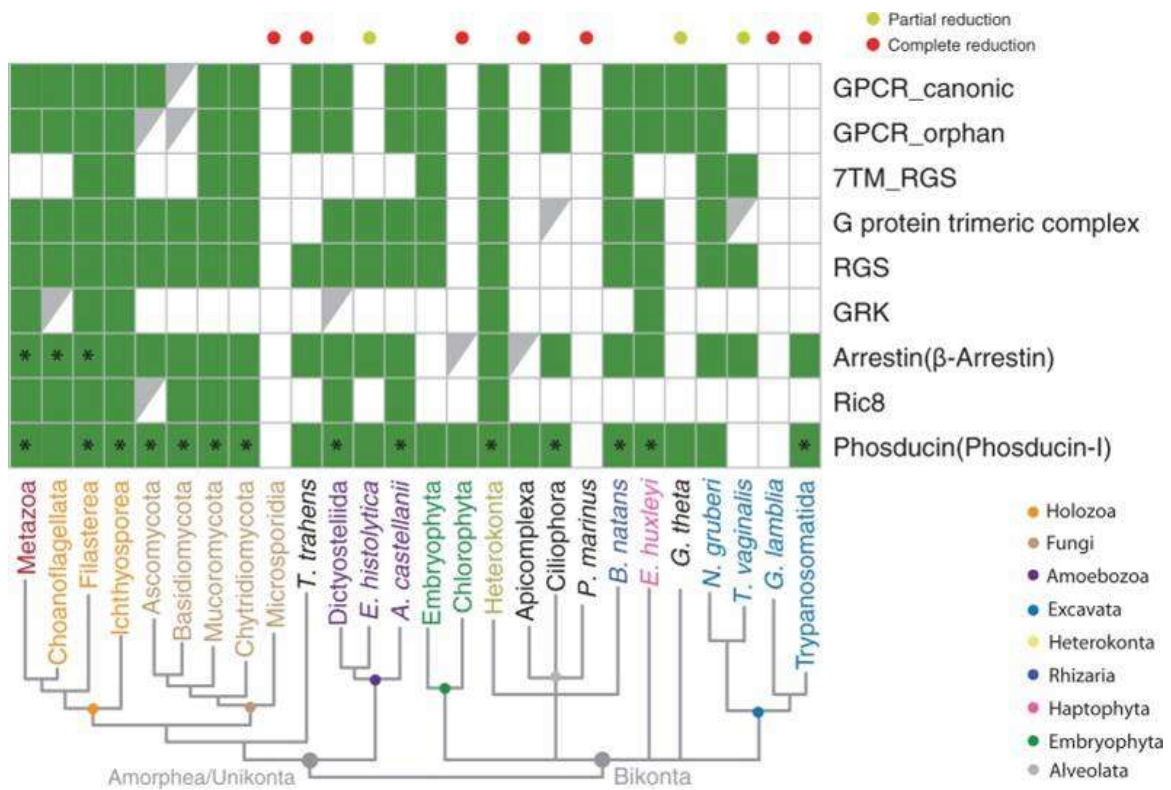 Partial reduction
Complete reduction
GPCR_canonic
GPCR_orphan
7TM_RGS
G protein trimeric complex
RGS
GRK
* * * Arrestin(β-Arrestin)
Ric8
* * * * * * * * * * * * * * Phosducin(Phosducin-I)
Metazoa
Choanoflagellata
Filasterea
Ichthyosporea
Ascomycota
Basidiomycota
Mucoromycota
Chytridiomycota
Microsporidia
T. trahens
Dictyosteliida
E. histolytica
A. castellanii
Embryophyta
Chlorophyta
Heterokonta
Apicomplexa
Ciliophora
P. marinus
B. natans
E. huxleyi
G. theta
N. gruberi
T. vaginalis
G. lamblia
Trypanosomatida
Holozoa
Fungi
Amoebozoa
Excavata
Heterokonta
Rhizaria
Haptophyta
Embryophyta
Alveolata
Amorphea/Unikonta
Bikonta